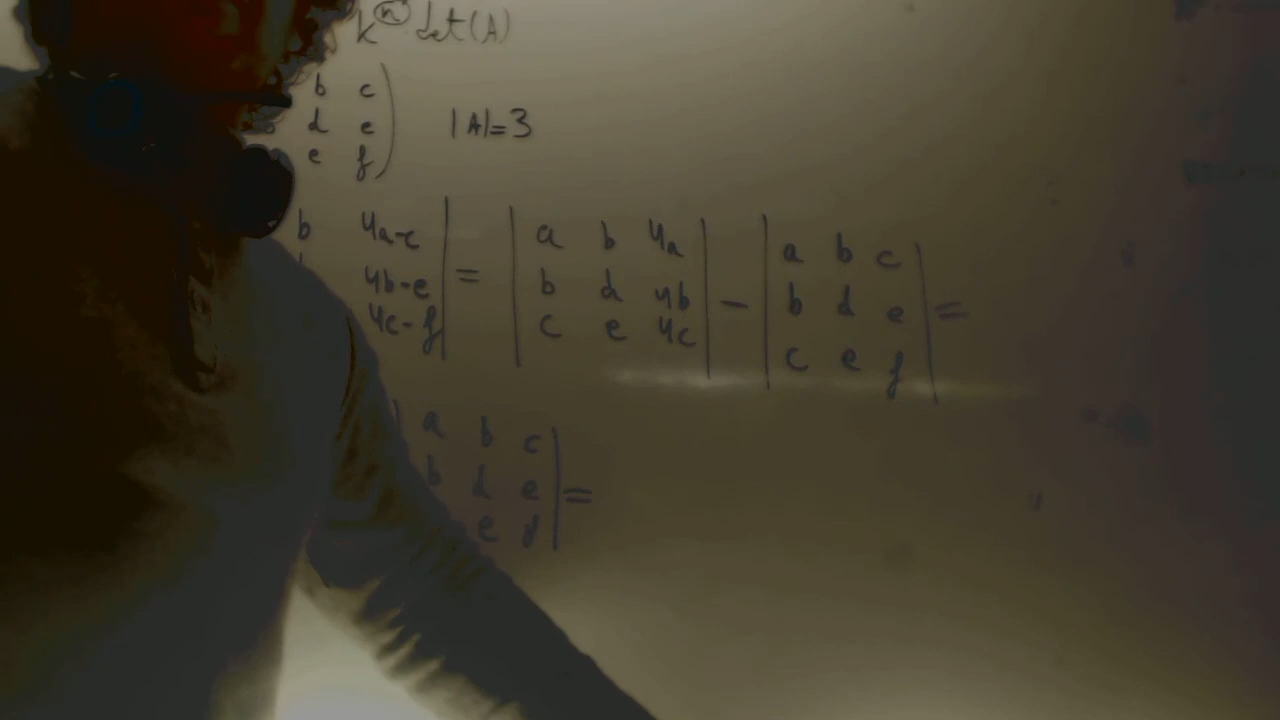 k^n det(A)
b c
d e |A|=3
e f
b 4a-c | = | a b 4a | - | a b c | =
4b-e b d 4b b d e
4c-f c e 4c c e f
a b c
b d e =
e f